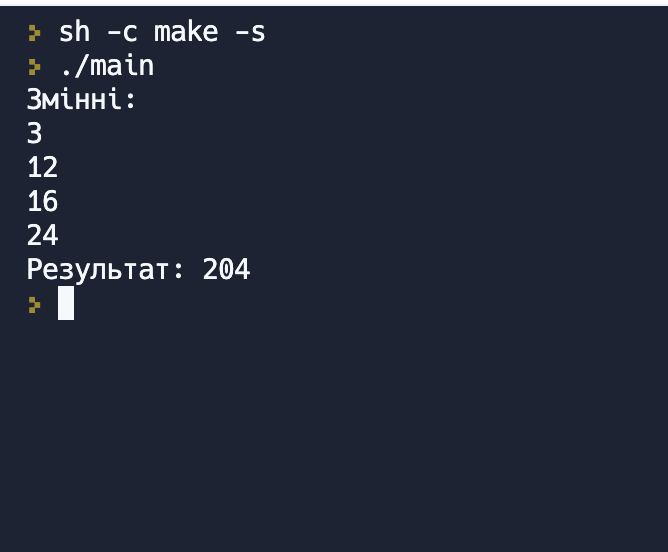 > sh -c make -s
> ./main
Змінні:
3
12
16
24
Результат: 204
>